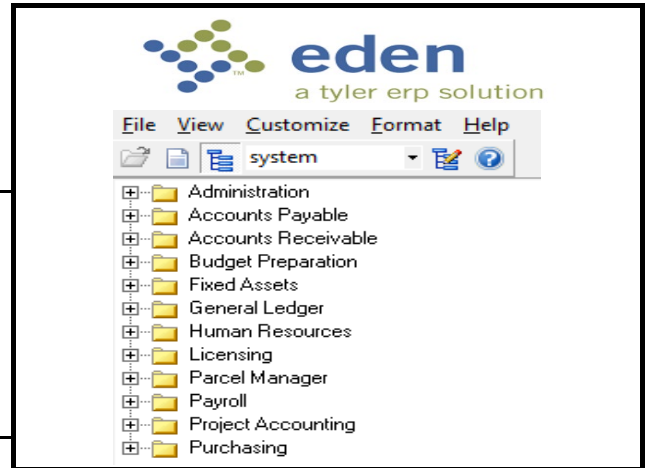 eden
™
a tyler erp solution
File View Customize Format Help
system
Administration
Accounts Payable
Accounts Receivable
Budget Preparation
Fixed Assets
General Ledger
Human Resources
Licensing
Parcel Manager
Payroll
Project Accounting
Purchasing